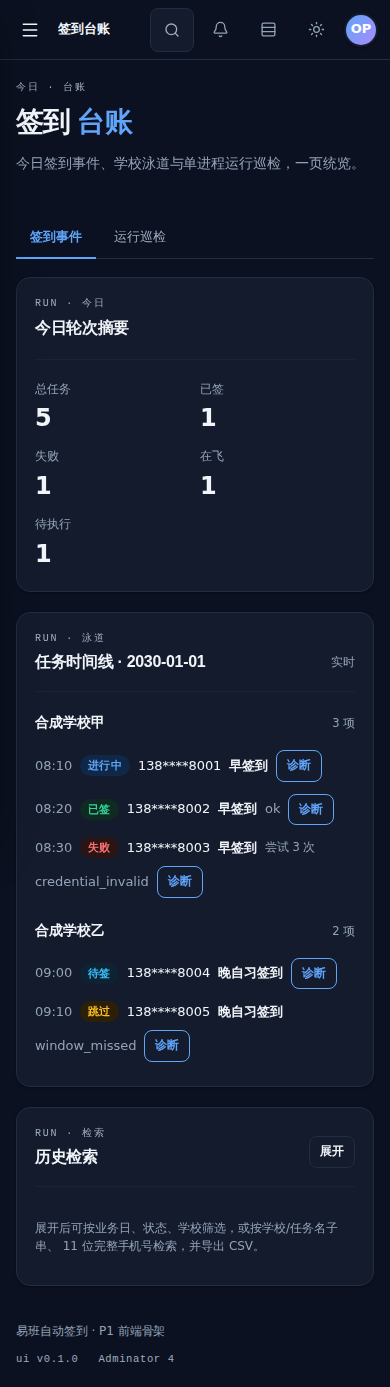 签到台账
OP
今日 · 台账
签到 台账
今日签到事件、学校泳道与单进程运行巡检，一页统览。
签到事件 运行巡检
RUN · 今日
今日轮次摘要
总任务 已签
5 1
失败 在飞
1 1
待执行
1
RUN · 泳道
任务时间线 · 2030-01-01 实时
合成学校甲 3 项
08:10 进行中 138****8001 早签到 诊断
08:20 已签 138****8002 早签到 ok 诊断
08:30 失败 138****8003 早签到 尝试 3 次
credential_invalid 诊断
合成学校乙 2 项
09:00 待签 138****8004 晚自习签到 诊断
09:10 跳过 138****8005 晚自习签到
window_missed 诊断
RUN · 检索
历史检索 展开
展开后可按业务日、状态、学校筛选，或按学校/任务名子
串、 11 位完整手机号检索，并导出 CSV。
易班自动签到 · P1 前端骨架
ui v0.1.0 Adminator 4